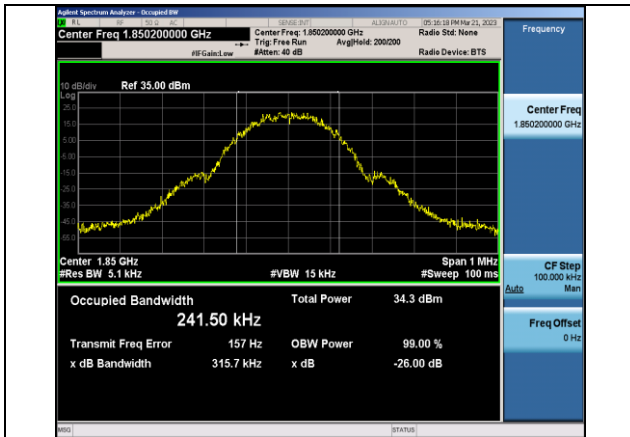 Agilent Spectrum Analyzer - Occupied BW
RL RF 50 Ω AC SENSE:INT ALIGNAUTO 05:16:18 PM Mar 21, 2023
Center Freq 1.850200000 GHz Center Freq: 1.850200000 GHz Radio Std: None Frequency
Trig: Free Run Avg|Held: 200/200
#IFGain:Low #Atten: 40 dB Radio Device: BTS
10 dB/div Ref 35.00 dBm
Log
25.0
15.0
5.00
-5.00
-15.0
-25.0
-35.0
-45.0
-55.0
Center Freq
1.850200000 GHz
Center 1.85 GHz Span 1 MHz
#Res BW 5.1 kHz #VBW 15 kHz #Sweep 100 ms
CF Step
100.000 kHz
Auto Man
Occupied Bandwidth Total Power 34.3 dBm
241.50 kHz
Transmit Freq Error 157 Hz OBW Power 99.00 %
x dB Bandwidth 315.7 kHz x dB -26.00 dB
Freq Offset
0 Hz
MSG STATUS